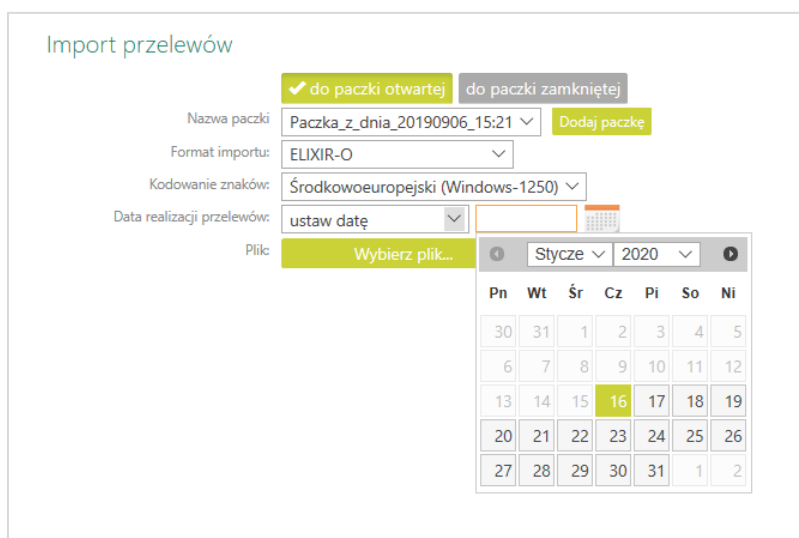 Import przelewów
do paczki otwartej do paczki zamkniętej
Nazwa paczki Paczka_z_dnia_20190906_15:21 Dodaj paczkę
Format importu: ELIXIR-O
Kodowanie znaków: Środkowoeuropejski (Windows-1250)
Data realizacji przelewów: ustaw datę
Plik: Wybierz plik...
Stycze 2020
Pn Wt Śr Cz Pi So Ni
30 31 1 2 3 4 5
6 7 8 9 10 11 12
13 14 15 16 17 18 19
20 21 22 23 24 25 26
27 28 29 30 31 1 2